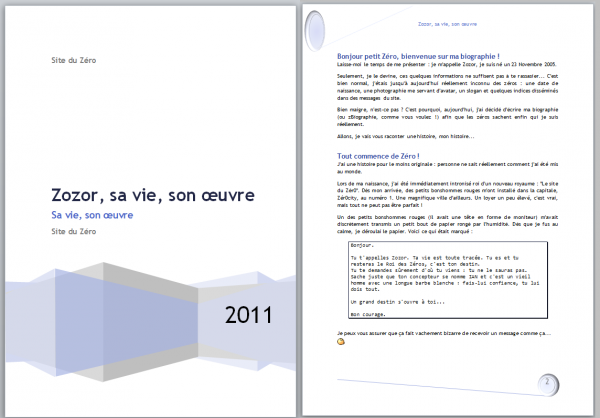 Site du Zéro
Zozor, sa vie, son œuvre
Sa vie, son œuvre
Site du Zéro
2011
Zozor, sa vie, son œuvre
Bonjour petit Zéro, bienvenue sur ma biographie !
Laisse-moi le temps de me présenter : je m'appelle Zozor, je suis né un 23 Novembre 2005.
Seulement, je le devine, ces quelques informations ne suffisent pas à te rassasier... C'est
bien normal, j'étais jusqu'à aujourd'hui réellement inconnu des zéros : une date de
naissance, une photographie me servant d'avatar, un slogan et quelques indices disséminés
dans des messages du site.
Bien maigre, n'est-ce pas ? C'est pourquoi, aujourd'hui, j'ai décidé d'écrire ma biographie
(ou zBiographie, comme vous voulez !) afin que les zéros sachent enfin qui je suis
réellement.
Allons, je vais vous raconter une histoire, mon histoire...
Tout commence de Zéro !
J'ai une histoire pour le moins originale : personne ne sait réellement comment j'ai été mis
au monde.
Lors de ma naissance, j'ai été immédiatement intronisé roi d'un nouveau royaume : "Le site
du Zér0". Dès mon arrivée, des petits bonshommes rouges m'ont installé dans la capitale,
Zér0city, au numéro 1. Une magnifique ville d'ailleurs. Un loyer un peu élevé, c'est vrai,
mais tout ne peut pas être parfait !
Un des petits bonshommes rouges (il avait une tête en forme de moniteur) m'avait
discrètement transmis un petit bout de papier rongé par l'humidité. Dès que je fus au
calme, je déroulai le papier. Voici ce qui était marqué :
Bonjour,
Tu t'appelles Zozor. Ta vie est toute tracée. Tu es et tu
resteras le Roi des Zéros, c'est ton destin.
Tu te demandes sûrement d'où tu viens : tu ne le sauras pas.
Sache juste que ton concepteur se nomme IAN et c'est un vieil
homme avec une longue barbe blanche : fais-lui confiance, tu lui
dois tout.
Un grand destin s'ouvre à toi...
Bon courage.
Je peux vous assurer que ça fait vachement bizarre de recevoir un message comme ça...
2